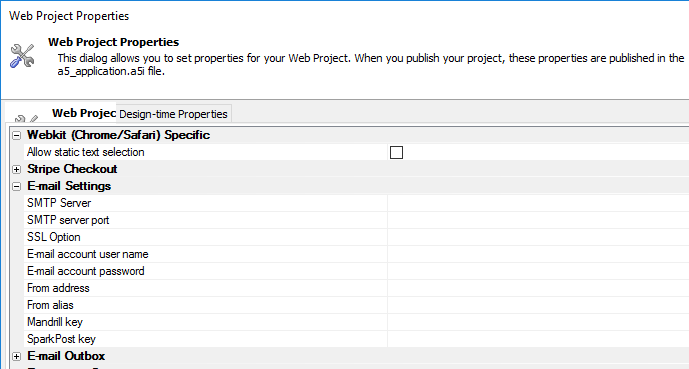 Web Project Properties
Web Project Properties
This dialog allows you to set properties for your Web Project. When you publish your project, these properties are published in the
a5_application.a5i file.
Web Projec Design-time Properties
Webkit (Chrome/Safari) Specific
Allow static text selection
Stripe Checkout
E-mail Settings
SMTP Server
SMTP server port
SSL Option
E-mail account user name
E-mail account password
From address
From alias
Mandrill key
SparkPost key
E-mail Outbox